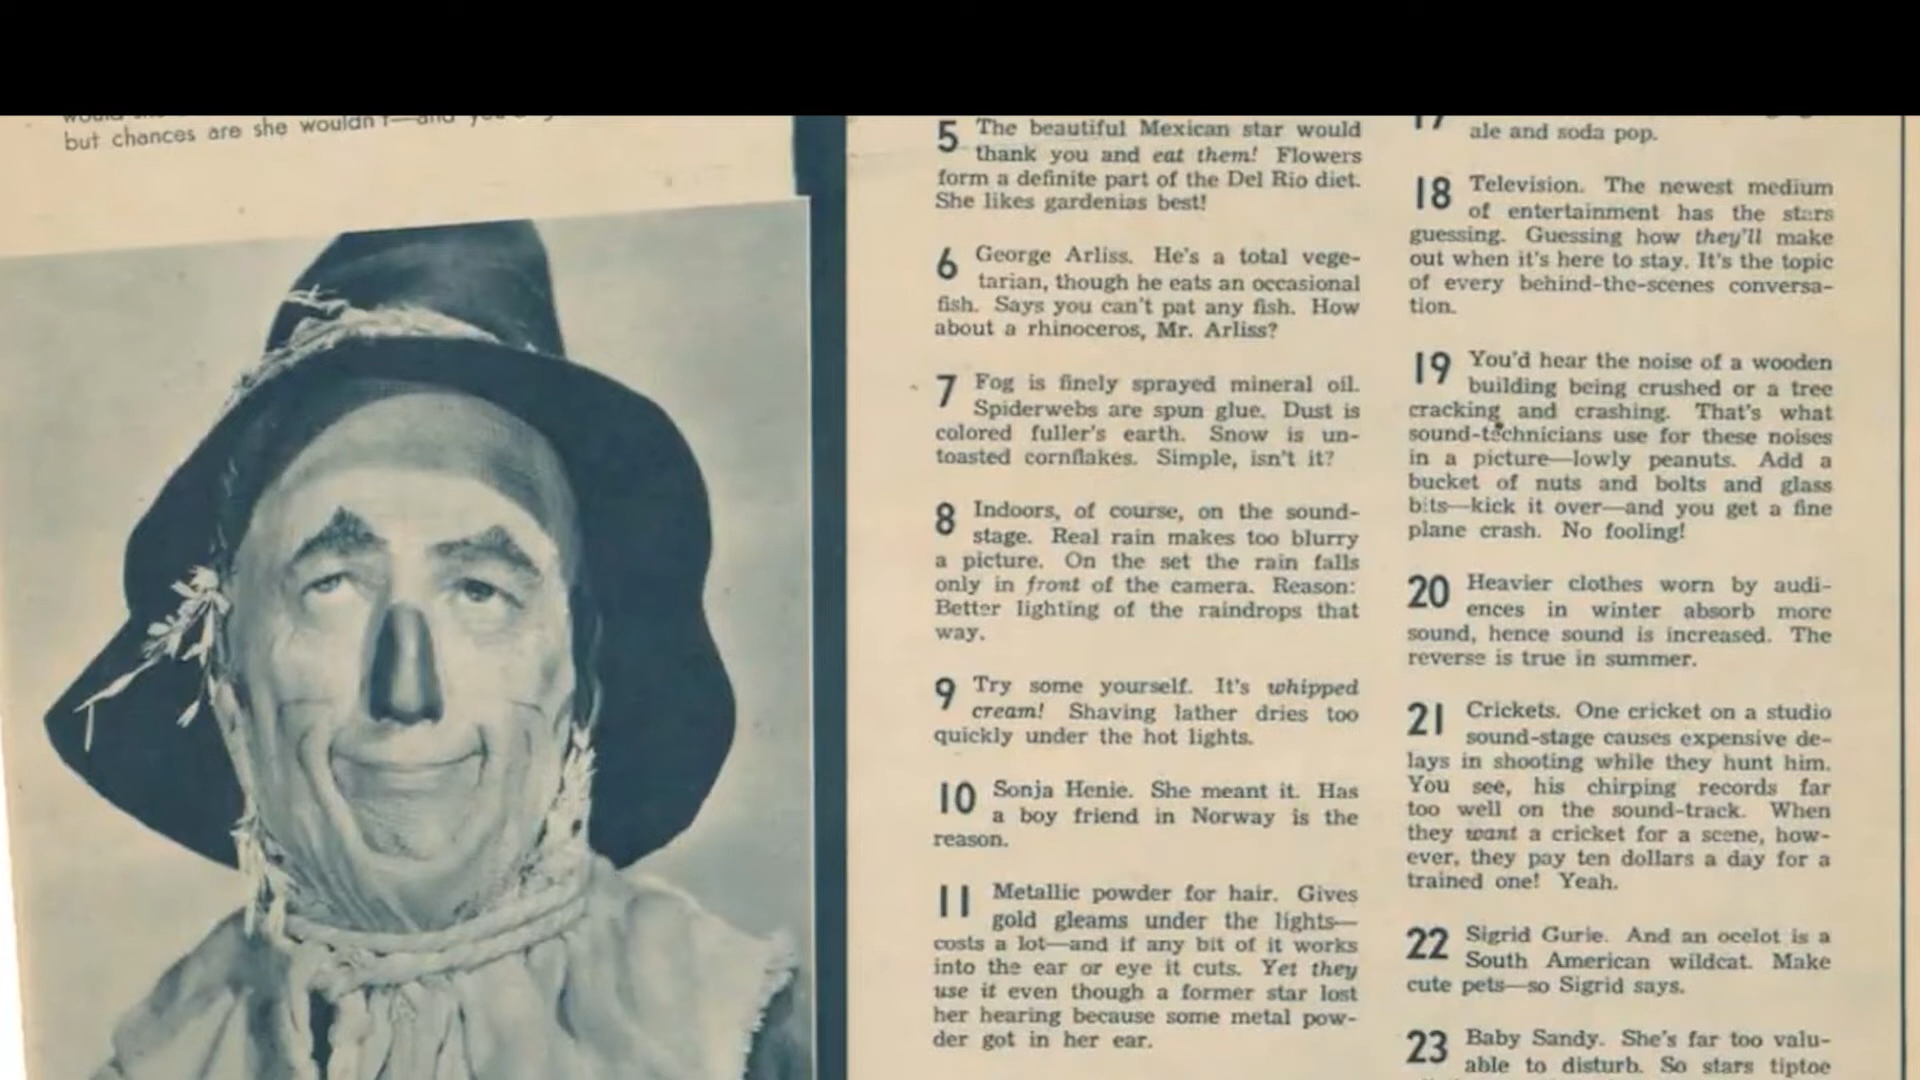 but chances are she wouldn't—and
5 The beautiful Mexican star would
thank you and eat them! Flowers
form a definite part of the Del Rio diet.
She likes gardenias best!
6 George Arliss. He's a total vege-
tarian, though he eats an occasional
fish. Says you can't pat any fish. How
about a rhinoceros, Mr. Arliss?
7 Fog is finely sprayed mineral oil.
Spiderwebs are spun glue. Dust is
colored fuller's earth. Snow is un-
toasted cornflakes. Simple, isn't it?
8 Indoors, of course, on the sound-
stage. Real rain makes too blurry
a picture. On the set the rain falls
only in front of the camera. Reason:
Better lighting of the raindrops that
way.
9 Try some yourself. It's whipped
cream! Shaving lather dries too
quickly under the hot lights.
10 Sonja Henie. She meant it. Has
a boy friend in Norway is the
reason.
11 Metallic powder for hair. Gives
gold gleams under the lights—
costs a lot—and if any bit of it works
into the ear or eye it cuts. Yet they
use it even though a former star lost
her hearing because some metal pow-
der got in her ear.
17 ale and soda pop.
18 Television. The newest medium
of entertainment has the stars
guessing. Guessing how they'll make
out when it's here to stay. It's the topic
of every behind-the-scenes conversa-
tion.
19 You'd hear the noise of a wooden
building being crushed or a tree
cracking and crashing. That's what
sound-technicians use for these noises
in a picture—lowly peanuts. Add a
bucket of nuts and bolts and glass
bits—kick it over—and you get a fine
plane crash. No fooling!
20 Heavier clothes worn by audi-
ences in winter absorb more
sound, hence sound is increased. The
reverse is true in summer.
21 Crickets. One cricket on a studio
sound-stage causes expensive de-
lays in shooting while they hunt him.
You see, his chirping records far
too well on the sound-track. When
they want a cricket for a scene, how-
ever, they pay ten dollars a day for a
trained one! Yeah.
22 Sigrid Gurie. And an ocelot is a
South American wildcat. Make
cute pets—so Sigrid says.
23 Baby Sandy. She's far too valu-
able to disturb. So stars tiptoe